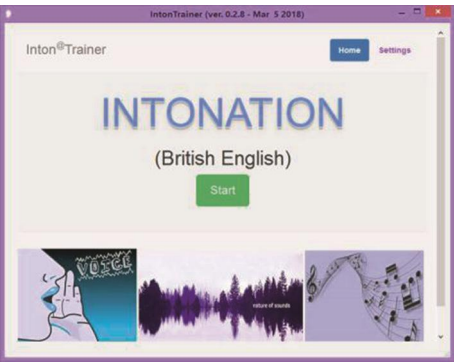 IntonTrainer (ver. 0.2.8 - Mar 5 2018)
Inton@Trainer
Home
Settings
INTONATION
(British English)
Start
VOICE
nature of sounds